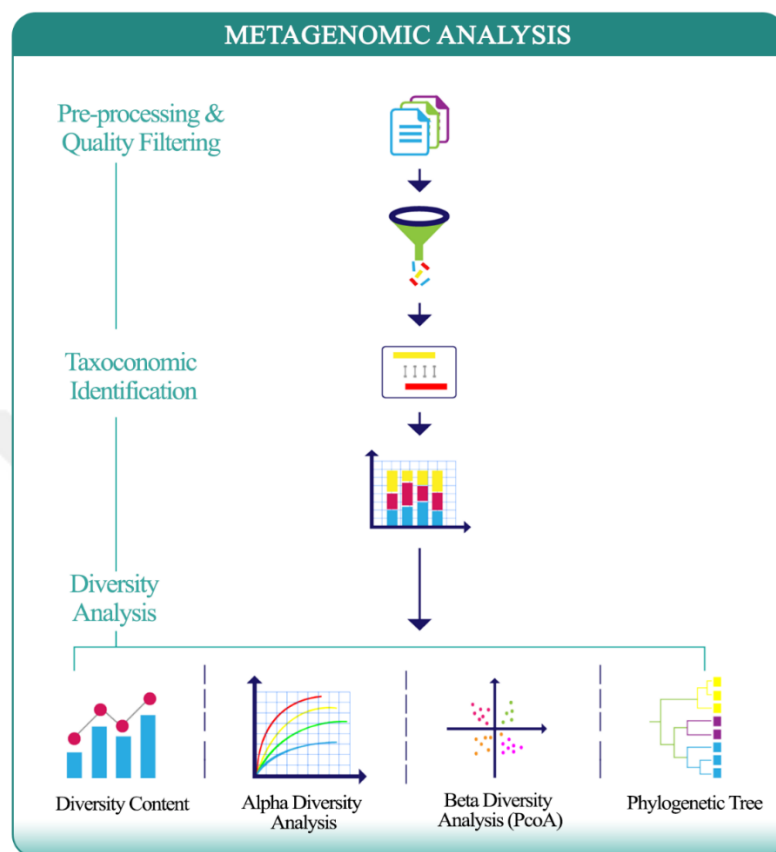 METAGENOMIC ANALYSIS
Pre-processing &
Quality Filtering
Taxoconomic
Identification
Diversity
Analysis
Diversity Content
Alpha Diversity
Analysis
Beta Diversity
Analysis (PcoA)
Phylogenetic Tree